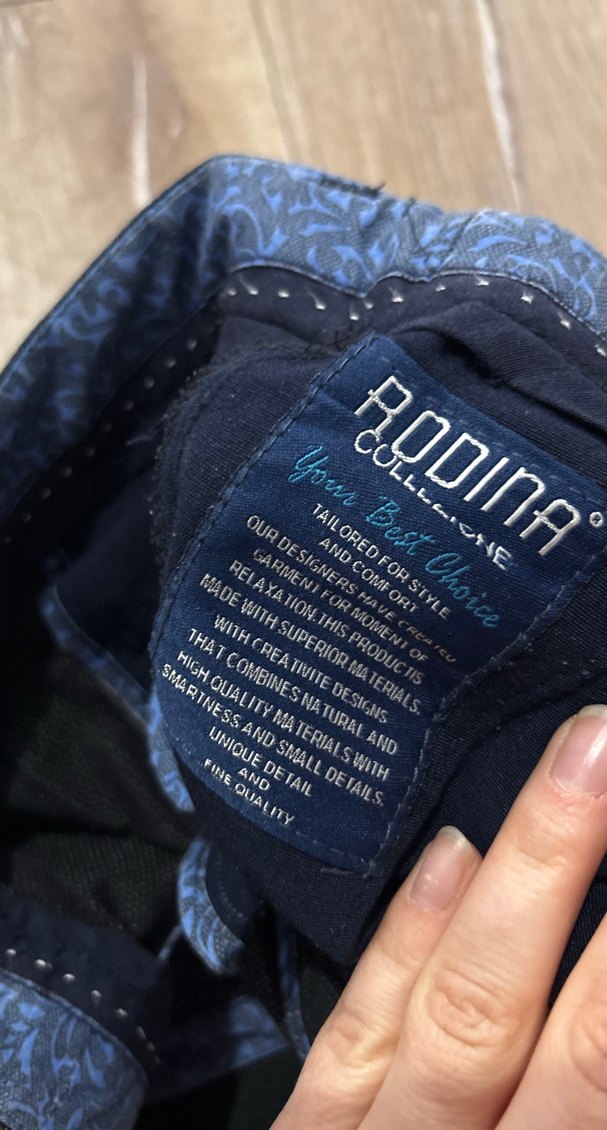 RODINA®
COLLEZIONE
Your Best Choice
TAILORED FOR STYLE
AND COMFORT
OUR DESIGNERS HAVE CREATED
GARMENT FOR MOMENT OF
RELAXATION.THIS PRODUCTIS
MADE WITH SUPERIOR MATERIALS.
WITH CREATIVITE DESIGNS
THAT COMBINES NATURAL AND
HIGH QUALITY MATERIALS WITH
SMARTNESS AND SMALL DETAILS.
UNIQUE DETAIL
AND
FINE QUALITY